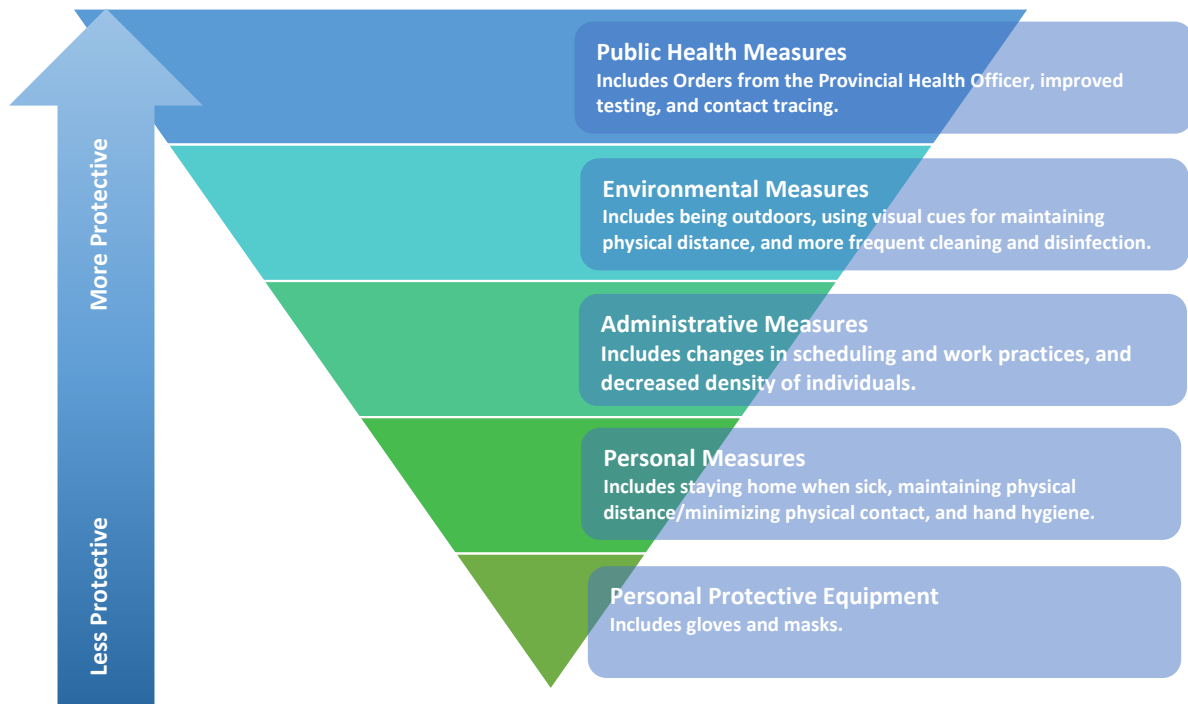 Public Health Measures
Includes Orders from the Provincial Health Officer, improved
testing, and contact tracing.
More Protective
Environmental Measures
Includes being outdoors, using visual cues for maintaining
physical distance, and more frequent cleaning and disinfection.
Administrative Measures
Includes changes in scheduling and work practices, and
decreased density of individuals.
Personal Measures
Includes staying home when sick, maintaining physical
distance/minimizing physical contact, and hand hygiene.
Less Protective
Personal Protective Equipment
Includes gloves and masks.